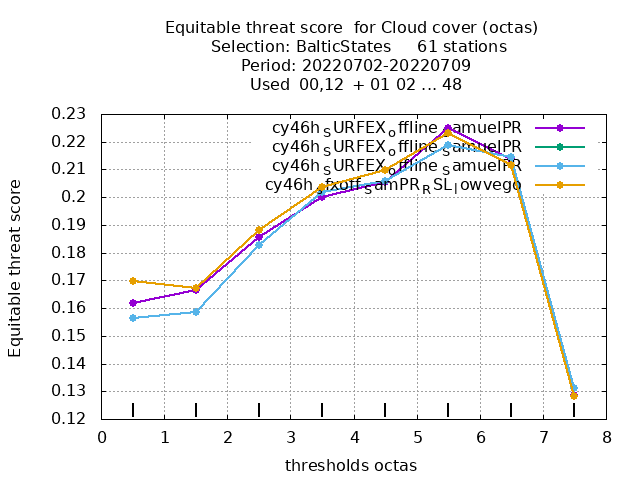 Equitable threat score  for Cloud cover (octas)
Selection: BalticStates     61 stations
Period: 20220702-20220709
Used  00,12  + 01 02 ... 48
cy46h_SURFEX_offline_SamuelPR
cy46h_SURFEX_offline_SamuelPR
cy46h_SURFEX_offline_SamuelPR
cy46h_sfxoff_SamPR_RSL_lowvego
0.23
0.22
0.21
0.2
0.19
0.18
0.17
0.16
0.15
0.14
0.13
0.12
Equitable threat score
0 1 2 3 4 5 6 7 8
thresholds octas